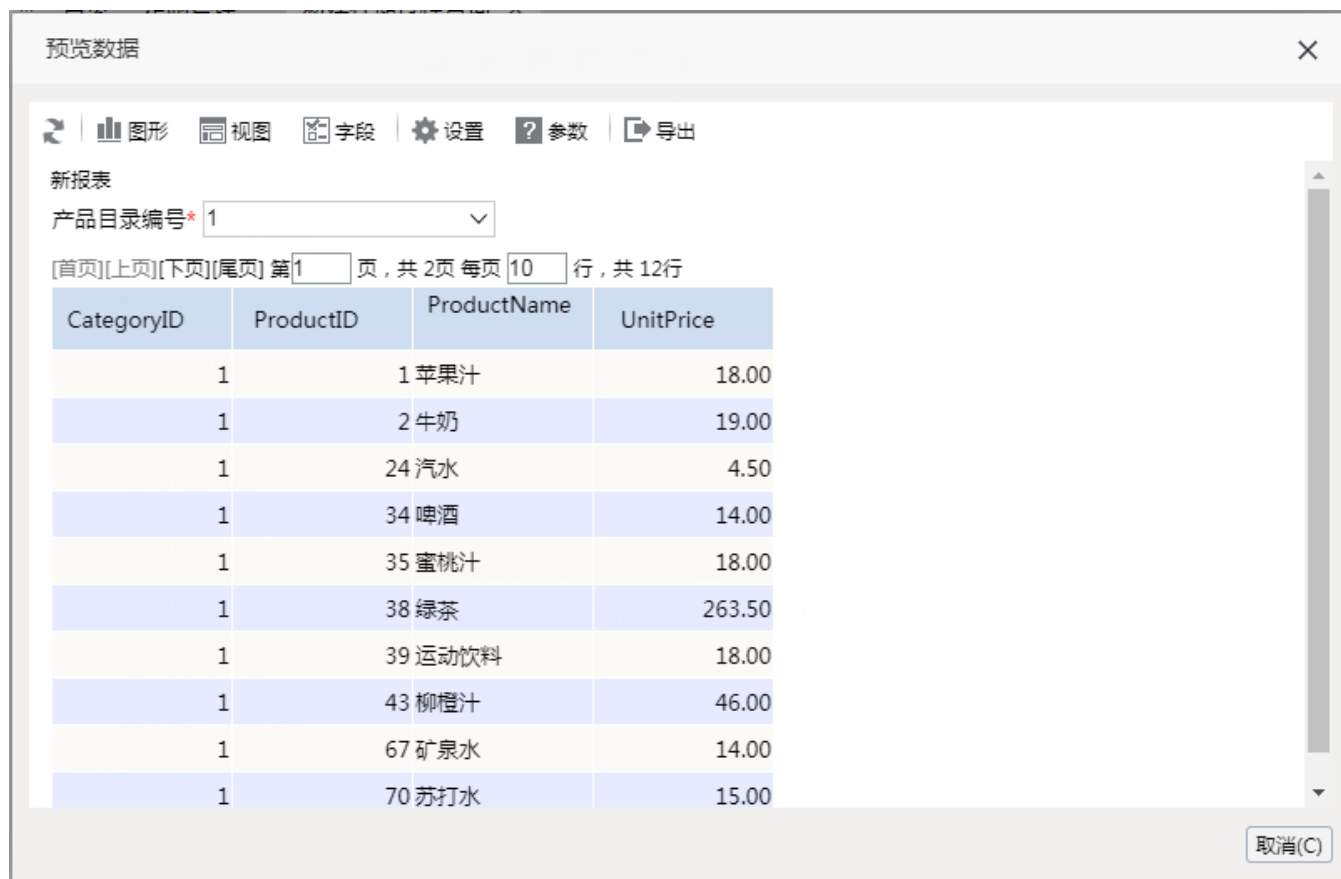 预览数据
图形 视图 字段 设置 ? 参数 导出
新报表
产品目录编号* 1
[首页][上页][下页][尾页] 第1 页，共 2页 每页 10 行，共 12行
CategoryID ProductID ProductName UnitPrice
1 1 苹果汁 18.00
1 2 牛奶 19.00
1 24 汽水 4.50
1 34 啤酒 14.00
1 35 蜜桃汁 18.00
1 38 绿茶 263.50
1 39 运动饮料 18.00
1 43 柳橙汁 46.00
1 67 矿泉水 14.00
1 70 苏打水 15.00
取消(C)